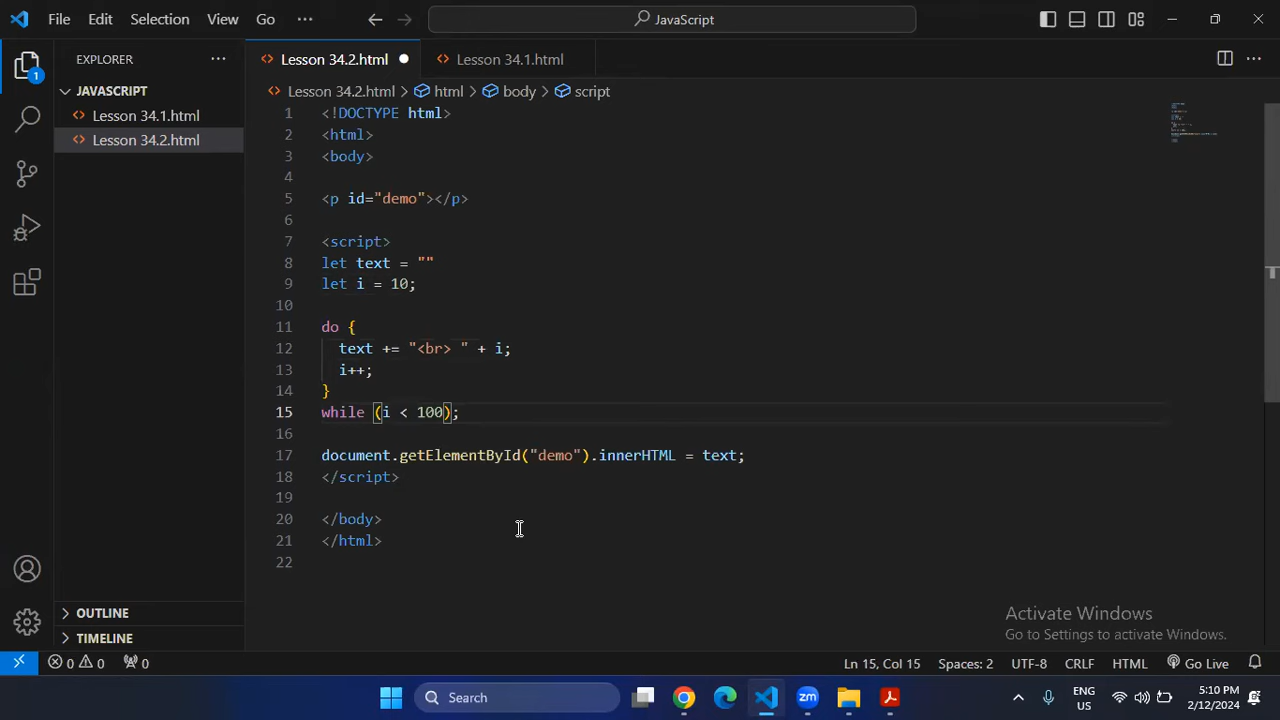 File Edit Selection View Go ··· JavaScript
EXPLORER ···
Lesson 34.2.html Lesson 34.1.html ···
1
JAVASCRIPT
Lesson 34.1.html
Lesson 34.2.html
Lesson 34.2.html > html > body > script
1 <!DOCTYPE html>
2 <html>
3 <body>
4
5 <p id="demo"></p>
6
7 <script>
8 let text = ""
9 let i = 10;
10
11 do {
12 text += "<br> " + i;
13 i++;
14 }
15 while (i < 100);
16
17 document.getElementById("demo").innerHTML = text;
18 </script>
19
20 </body>
21 </html>
22
OUTLINE
TIMELINE
Activate Windows
Go to Settings to activate Windows.
0 0 0 Ln 15, Col 15 Spaces: 2 UTF-8 CRLF HTML Go Live
Search zm ENG US 5:10 PM 2/12/2024